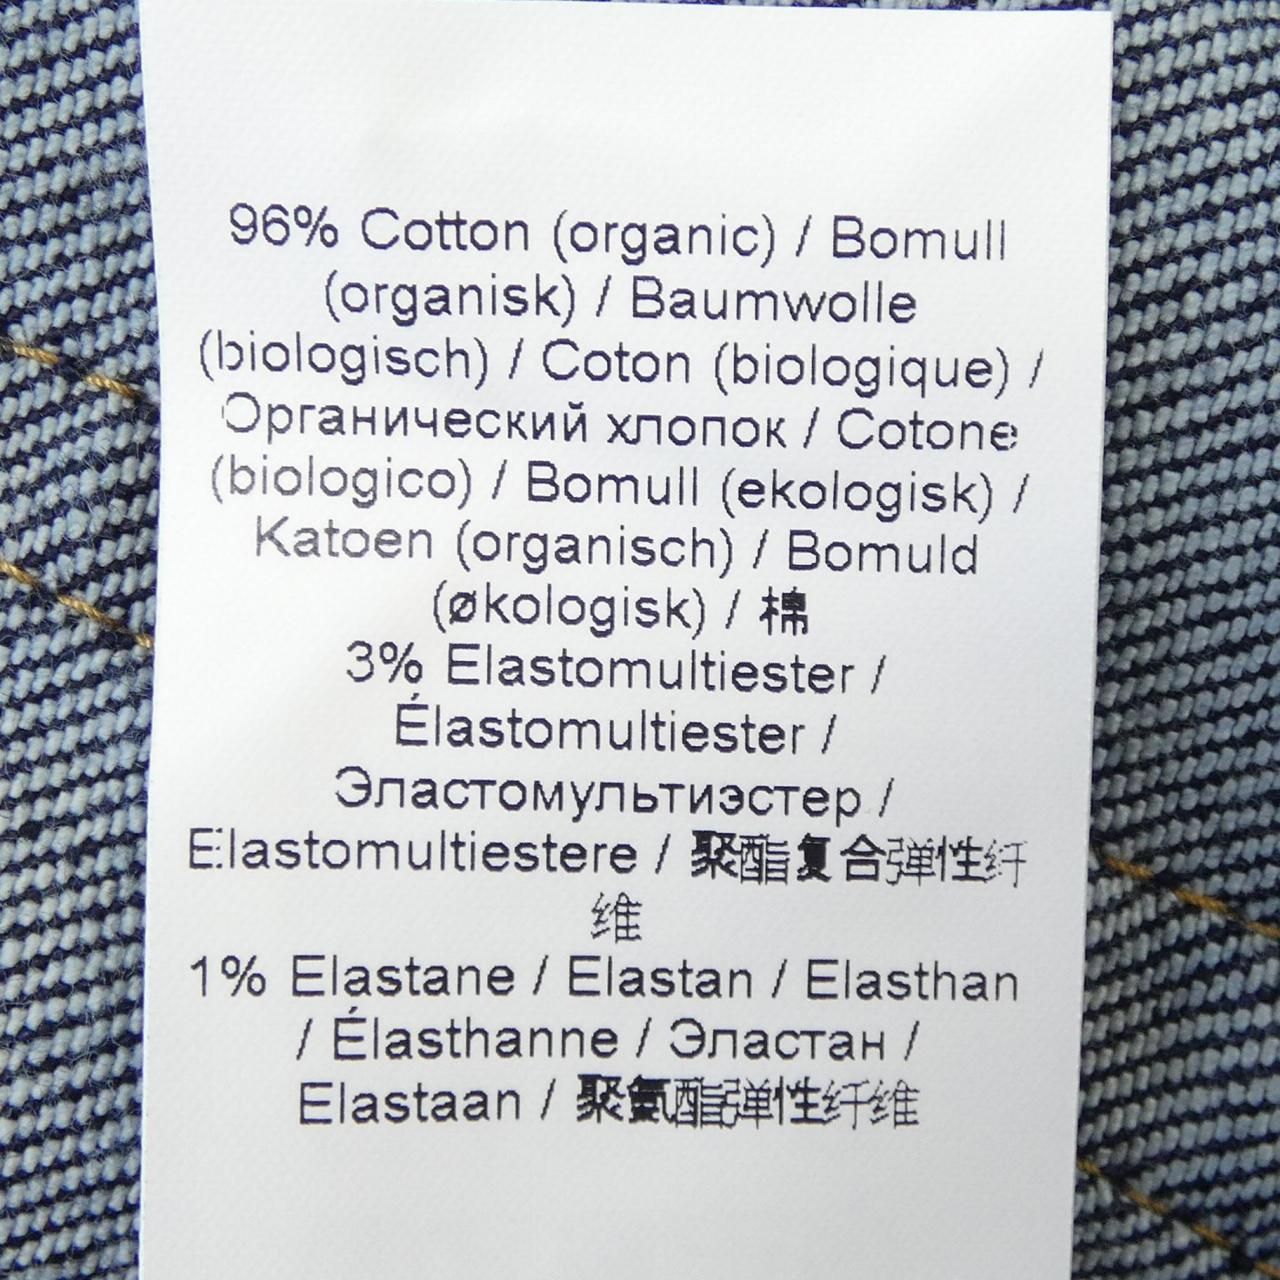 96% Cotton (organic) / Bomull
(organisk) / Baumwolle
(biologisch) / Coton (biologique) /
Органический хлопок / Cotone
(biologico) / Bomull (ekologisk) /
Katoen (organisch) / Bomuld
(økologisk) / 棉
3% Elastomultiester /
Élastomultiester /
Эластомультиэстер /
Elastomultiestere / 聚酯复合弹性纤
维
1% Elastane / Elastan / Elasthan
/ Élasthanne / Эластан /
Elastaan / 聚氨酯弹性纤维